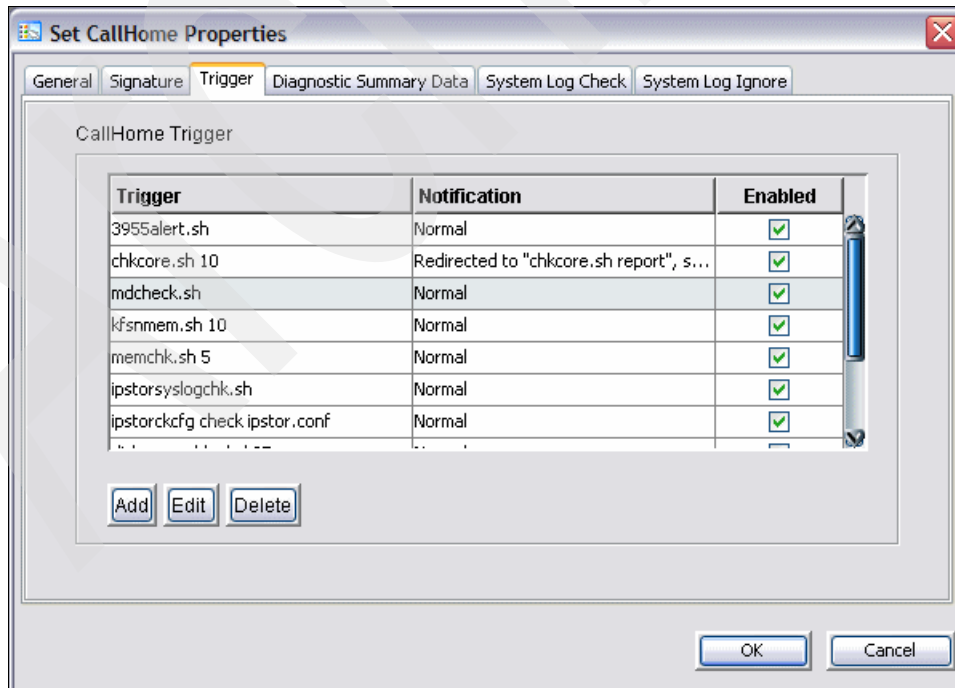 Set CallHome Properties
General Signature Trigger Diagnostic Summary Data System Log Check System Log Ignore
CallHome Trigger
Trigger Notification Enabled
3955alert.sh Normal
chkcore.sh 10 Redirected to "chkcore.sh report", s...
mdcheck.sh Normal
kfsnmem.sh 10 Normal
memchk.sh 5 Normal
ipstorsyslogchk.sh Normal
ipstorckcfg check ipstor.conf Normal
Add Edit Delete
OK Cancel